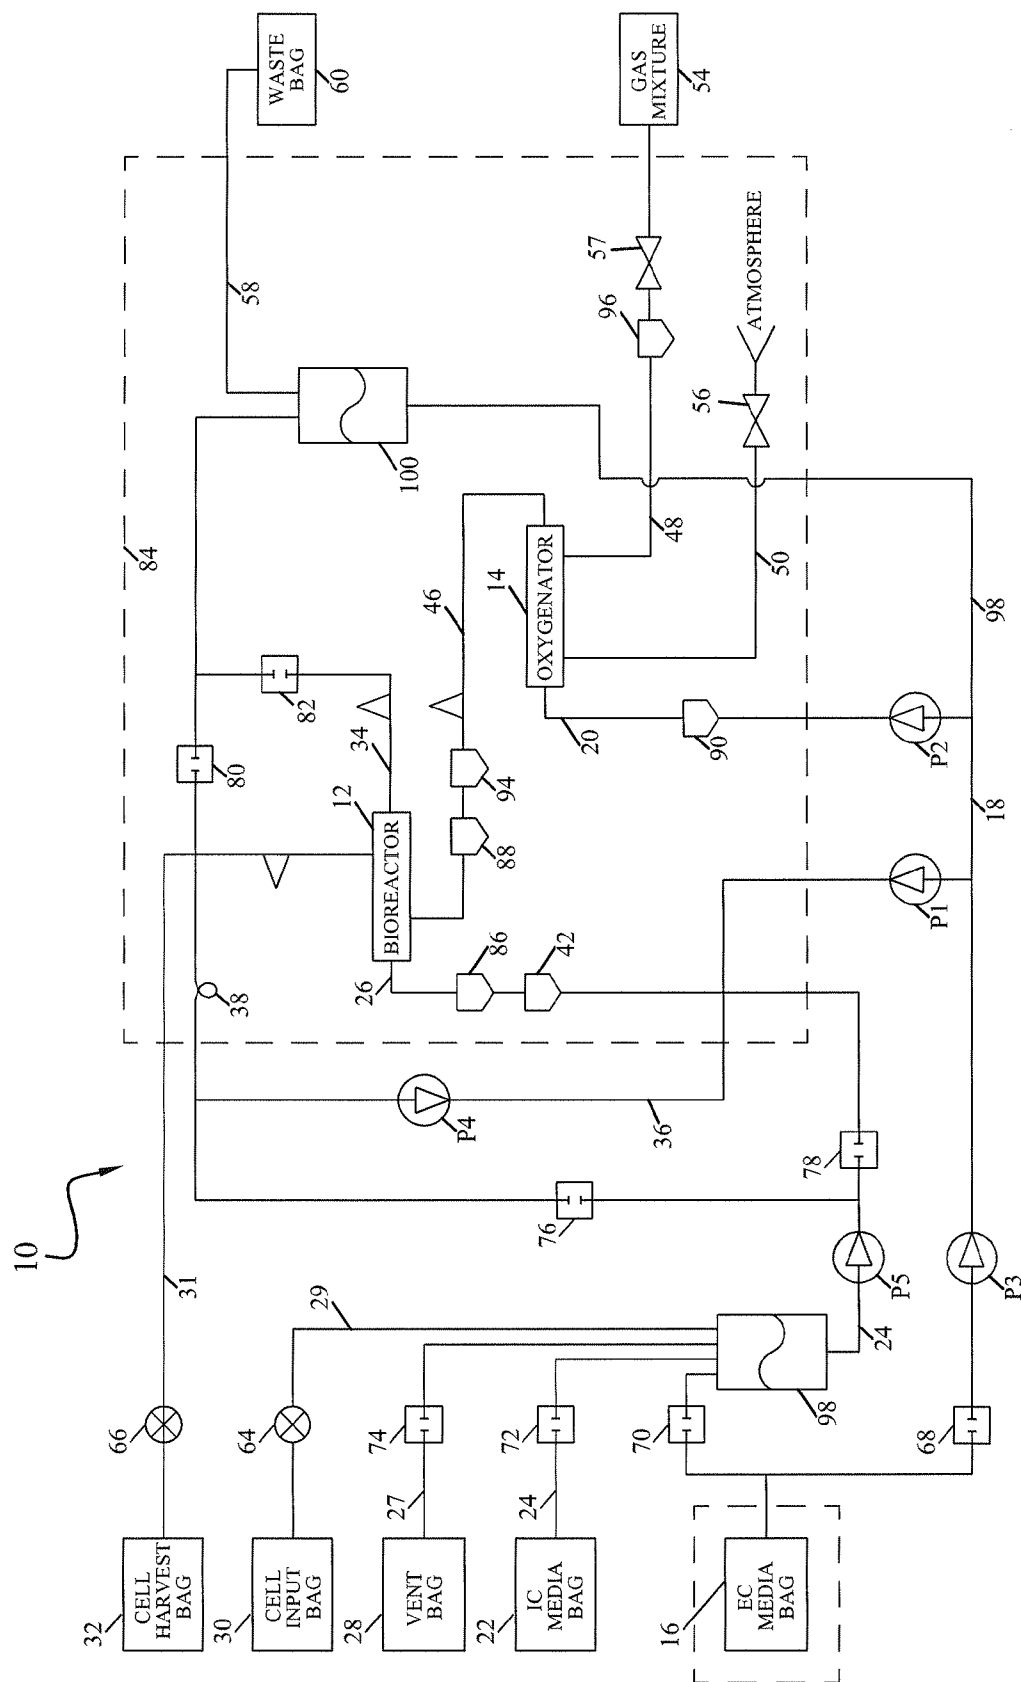 10
32
CELL
HARVEST
BAG
66
31
84
30
CELL
INPUT
BAG
64
29
38
80
82
58
WASTE
BAG
60
28
VENT
BAG
27
74
P4
26
BIOREACTOR
12
34
46
100
22
IC
MEDIA
BAG
24
72
76
36
86
42
88
94
OXYGENATOR
14
20
48
96
57
GAS
MIXTURE
54
16
EC
MEDIA
BAG
70
98
78
90
50
56
ATMOSPHERE
24
P5
P1
P2
68
P3
18
98